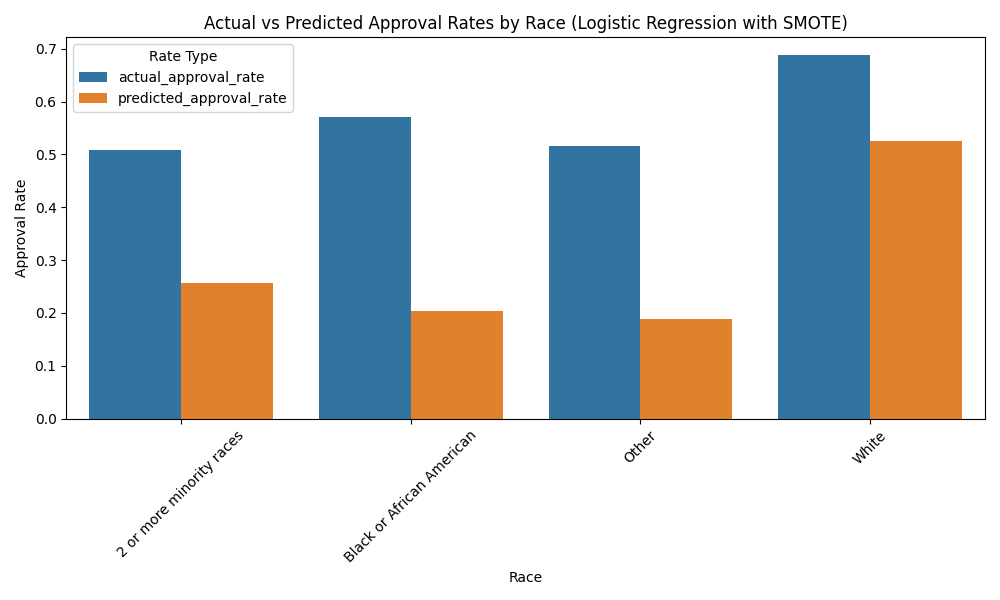 Actual vs Predicted Approval Rates by Race (Logistic Regression with SMOTE)
Rate Type
actual_approval_rate
predicted_approval_rate
Approval Rate
0.7
0.6
0.5
0.4
0.3
0.2
0.1
0.0
2 or more minority races
Black or African American
Other
White
Race